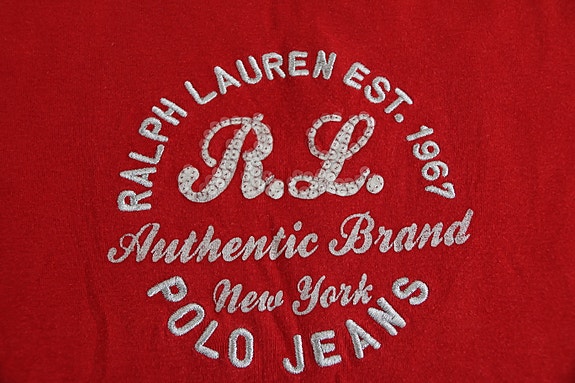 RALPH LAUREN EST. 1967
R.L.
Authentic Brand
New York
POLO JEANS